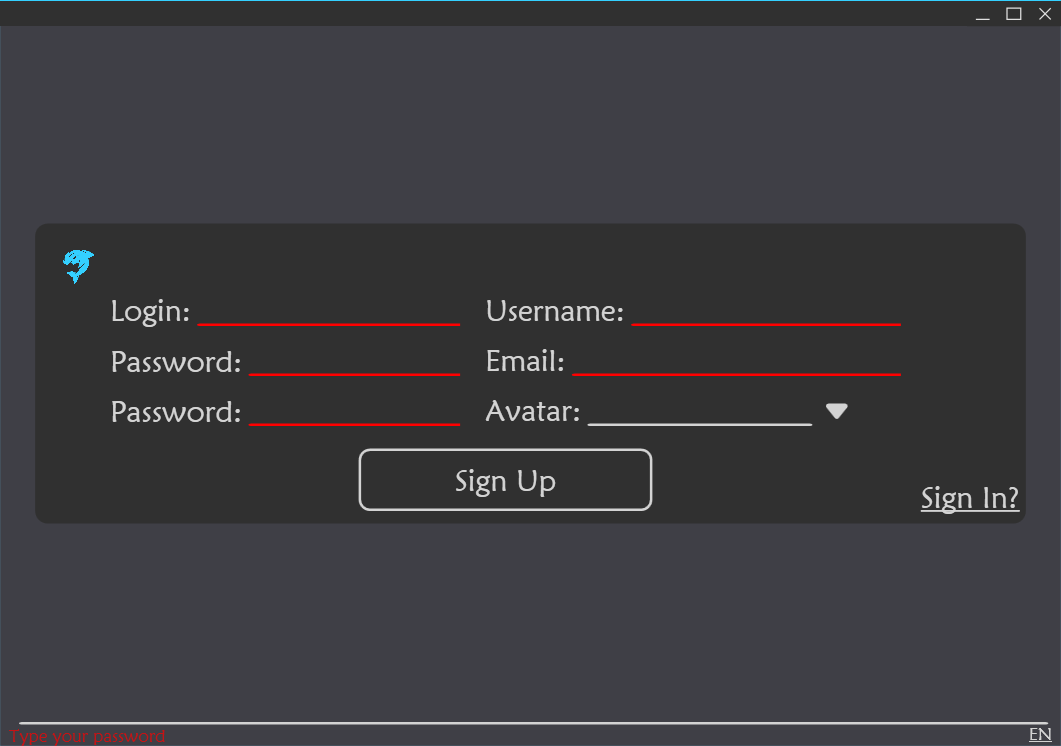 Login: Username:
Password: Email:
Password: Avatar:
Sign Up
Sign In?
Type your password
EN